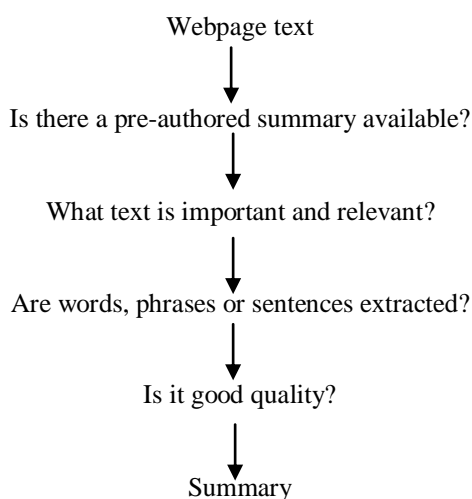 Webpage text
Is there a pre-authored summary available?
What text is important and relevant?
Are words, phrases or sentences extracted?
Is it good quality?
Summary